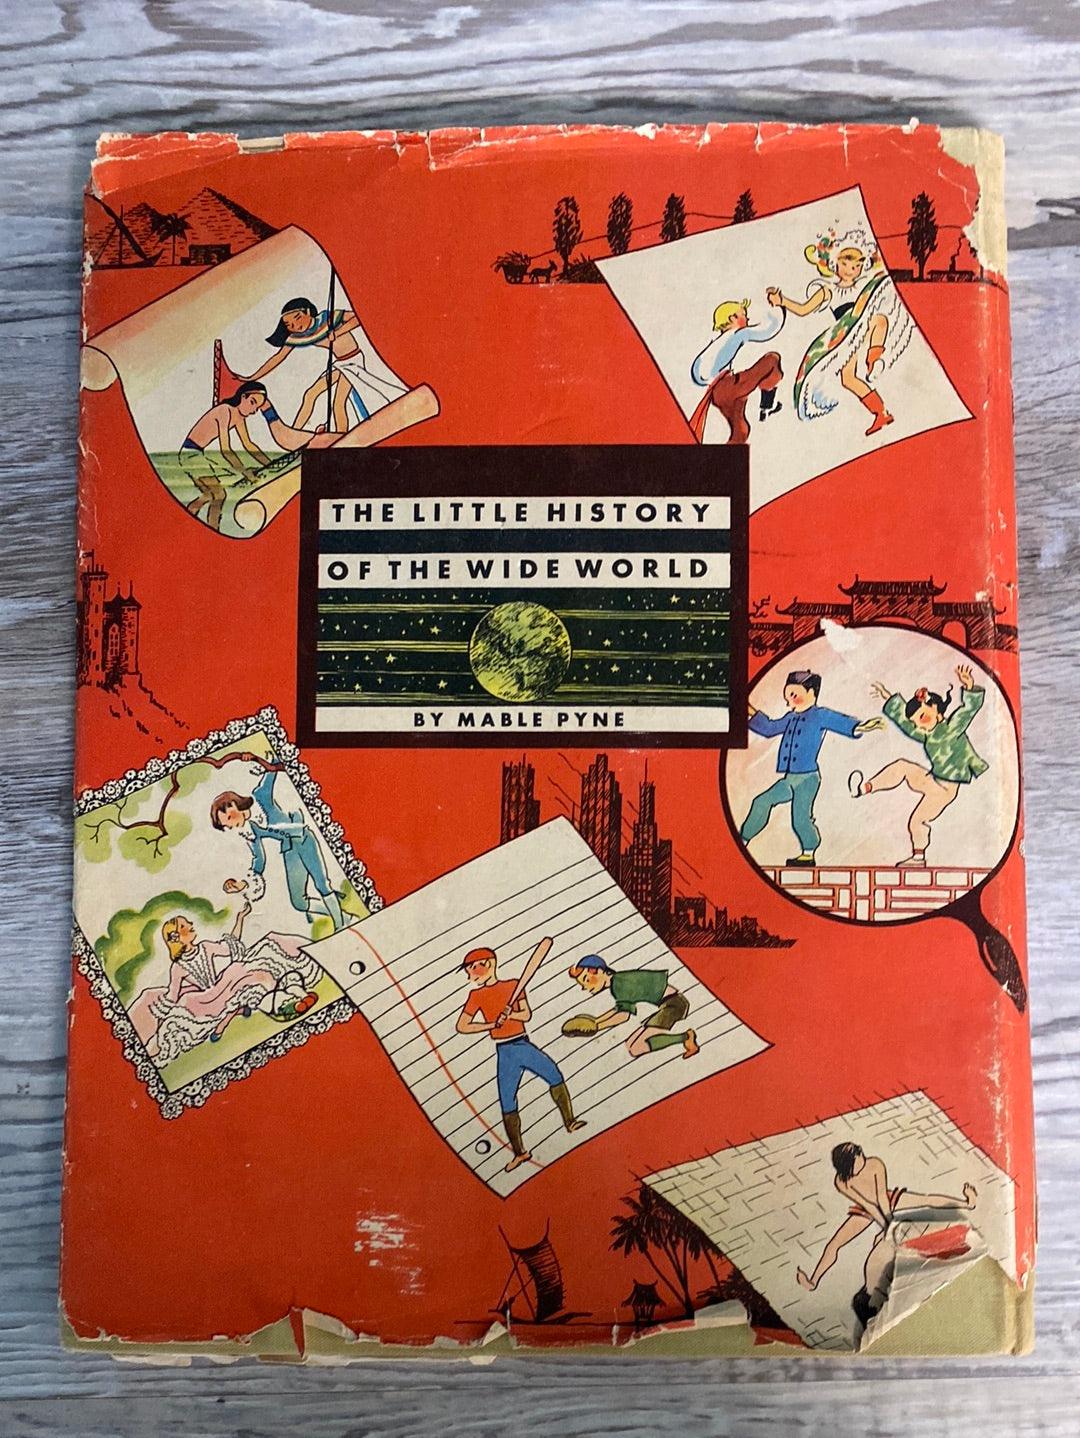 THE LITTLE HISTORY
OF THE WIDE WORLD
BY MABLE PYNE